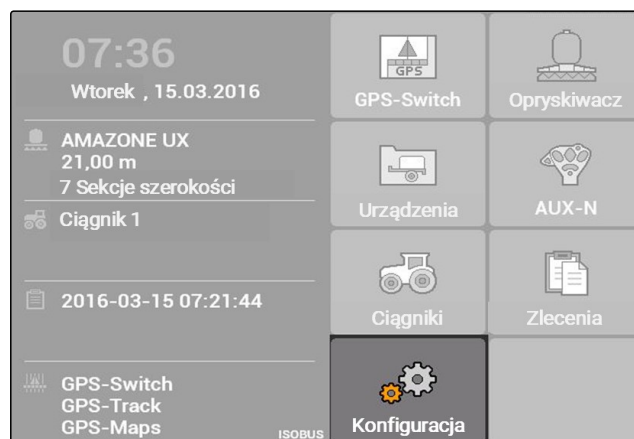 07:36
Wtorek , 15.03.2016
AMAZONE UX
21,00 m
7 Sekcje szerokości
Ciągnik 1
2016-03-15 07:21:44
GPS-Switch
GPS-Track
GPS-Maps
ISOBUS
GPS
GPS-Switch
Opryskiwacz
Urządzenia
AUX-N
Ciągniki
Zlecenia
Konfiguracja